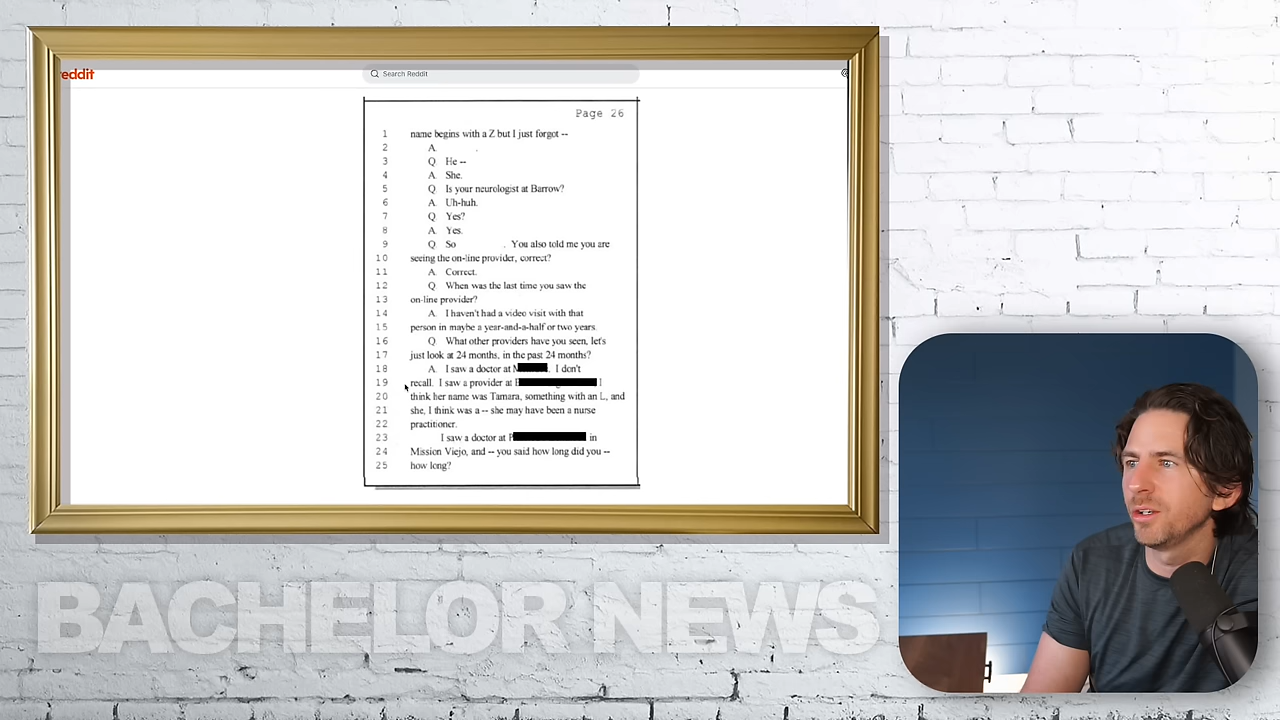 eddit
Search Reddit
Page 26
1 name begins with a Z but I just forgot --
2 A.
3 Q He --
4 A. She.
5 Q Is your neurologist at Barrow?
6 A. Uh-huh.
7 Q Yes?
8 A. Yes.
9 Q So . You also told me you are
10 seeing the on-line provider, correct?
11 A. Correct.
12 Q When was the last time you saw the
13 on-line provider?
14 A. I haven't had a video visit with that
15 person in maybe a year-and-a-half or two years.
16 Q What other providers have you seen, let's
17 just look at 24 months, in the past 24 months?
18 A. I saw a doctor at M . I don't
19 recall. I saw a provider at I
20 think her name was Tamara, something with an L, and
21 she, I think was a -- she may have been a nurse
22 practitioner.
23 I saw a doctor at in
24 Mission Viejo, and -- you said how long did you --
25 how long?
BACHELOR NEWS